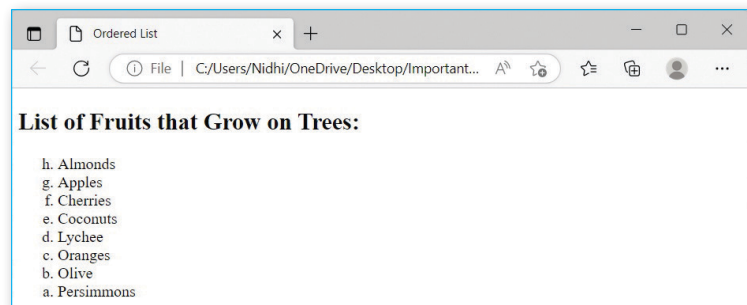 Ordered List
File | C:/Users/Nidhi/OneDrive/Desktop/Important...
List of Fruits that Grow on Trees:
h. Almonds
g. Apples
f. Cherries
e. Coconuts
d. Lychee
c. Oranges
b. Olive
a. Persimmons